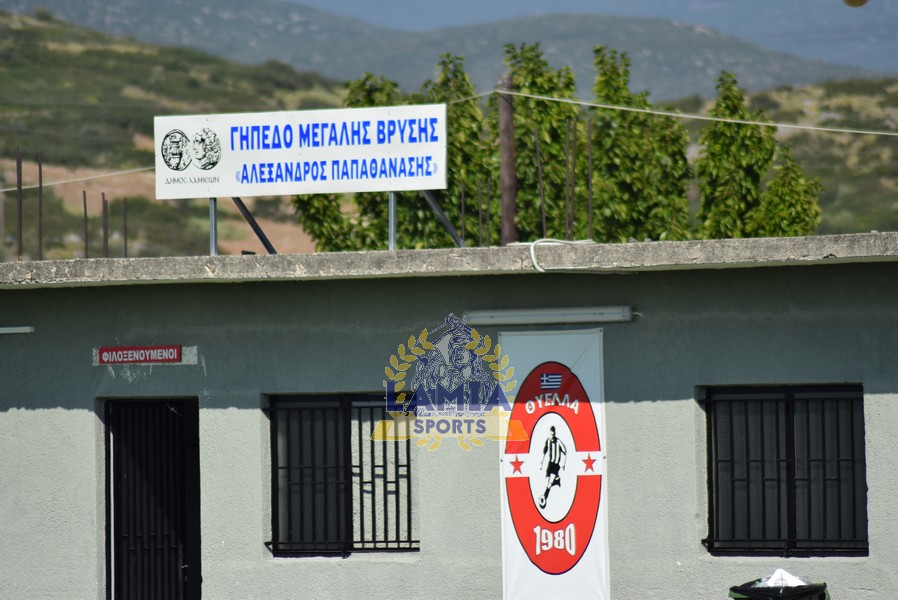 ΓΗΠΕΔΟ ΜΕΓΑΛΗΣ ΒΡΥΣΗΣ
«ΑΛΕΞΑΝΔΡΟΣ ΠΑΠΑΘΑΝΑΣΗΣ»
ΔΗΜΟΣ ΛΑΜΙΕΩΝ
ΦΙΛΟΞΕΝΟΥΜΕΝΟΙ
LAMIA
SPORTS
ΘΥΕΛΛΑ
1980